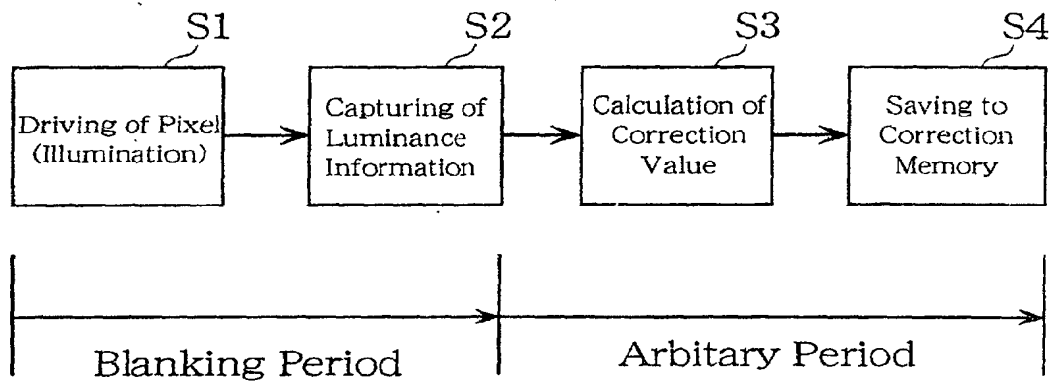 S1
S2
S3
S4
Driving of Pixel
(Illumination)
Capturing of
Luminance
Information
Calculation of
Correction
Value
Saving to
Correction
Memory
Blanking Period
Arbitary Period